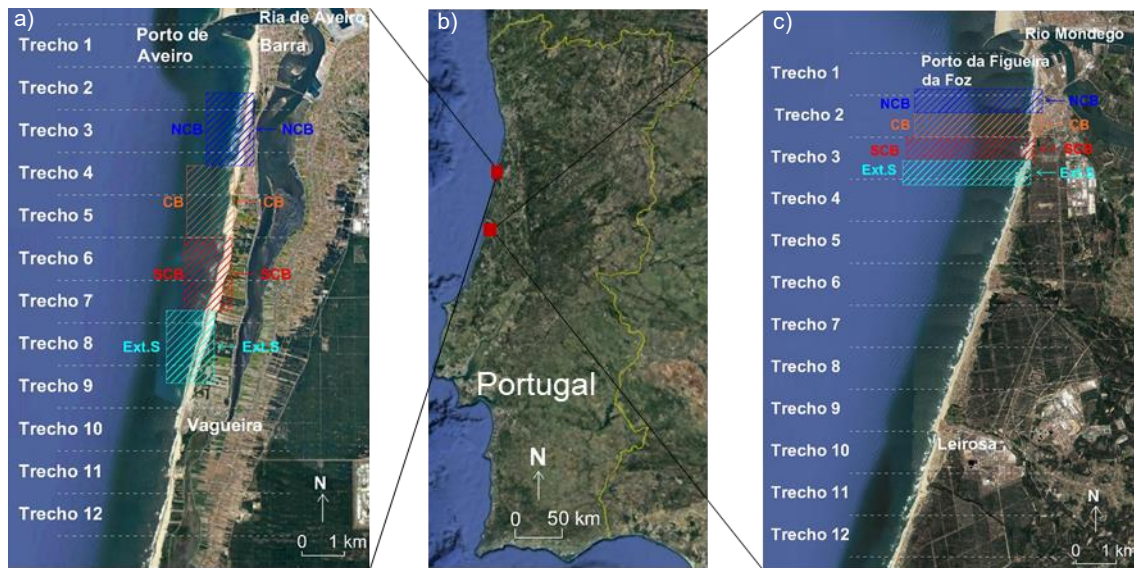 a)
Ria de Aveiro
Trecho 1
Porto de
Aveiro
Barra
Trecho 2
NCB
NCB
Trecho 3
Trecho 4
CB
CB
Trecho 5
Trecho 6
SCB
SCB
Trecho 7
Trecho 8
Ext.S
Ext.S
Trecho 9
Vagueira
Trecho 10
Trecho 11
Trecho 12
N
0 1 km
b)
Portugal
N
0 50 km
c)
Rio Mondego
Trecho 1
Porto da Figueira
da Foz
NCB
NCB
Trecho 2
CB
CB
Trecho 3
SCB
SCB
Ext.S
Ext.S
Trecho 4
Trecho 5
Trecho 6
Trecho 7
Trecho 8
Trecho 9
Leirosa
Trecho 10
Trecho 11
Trecho 12
N
0 1 km